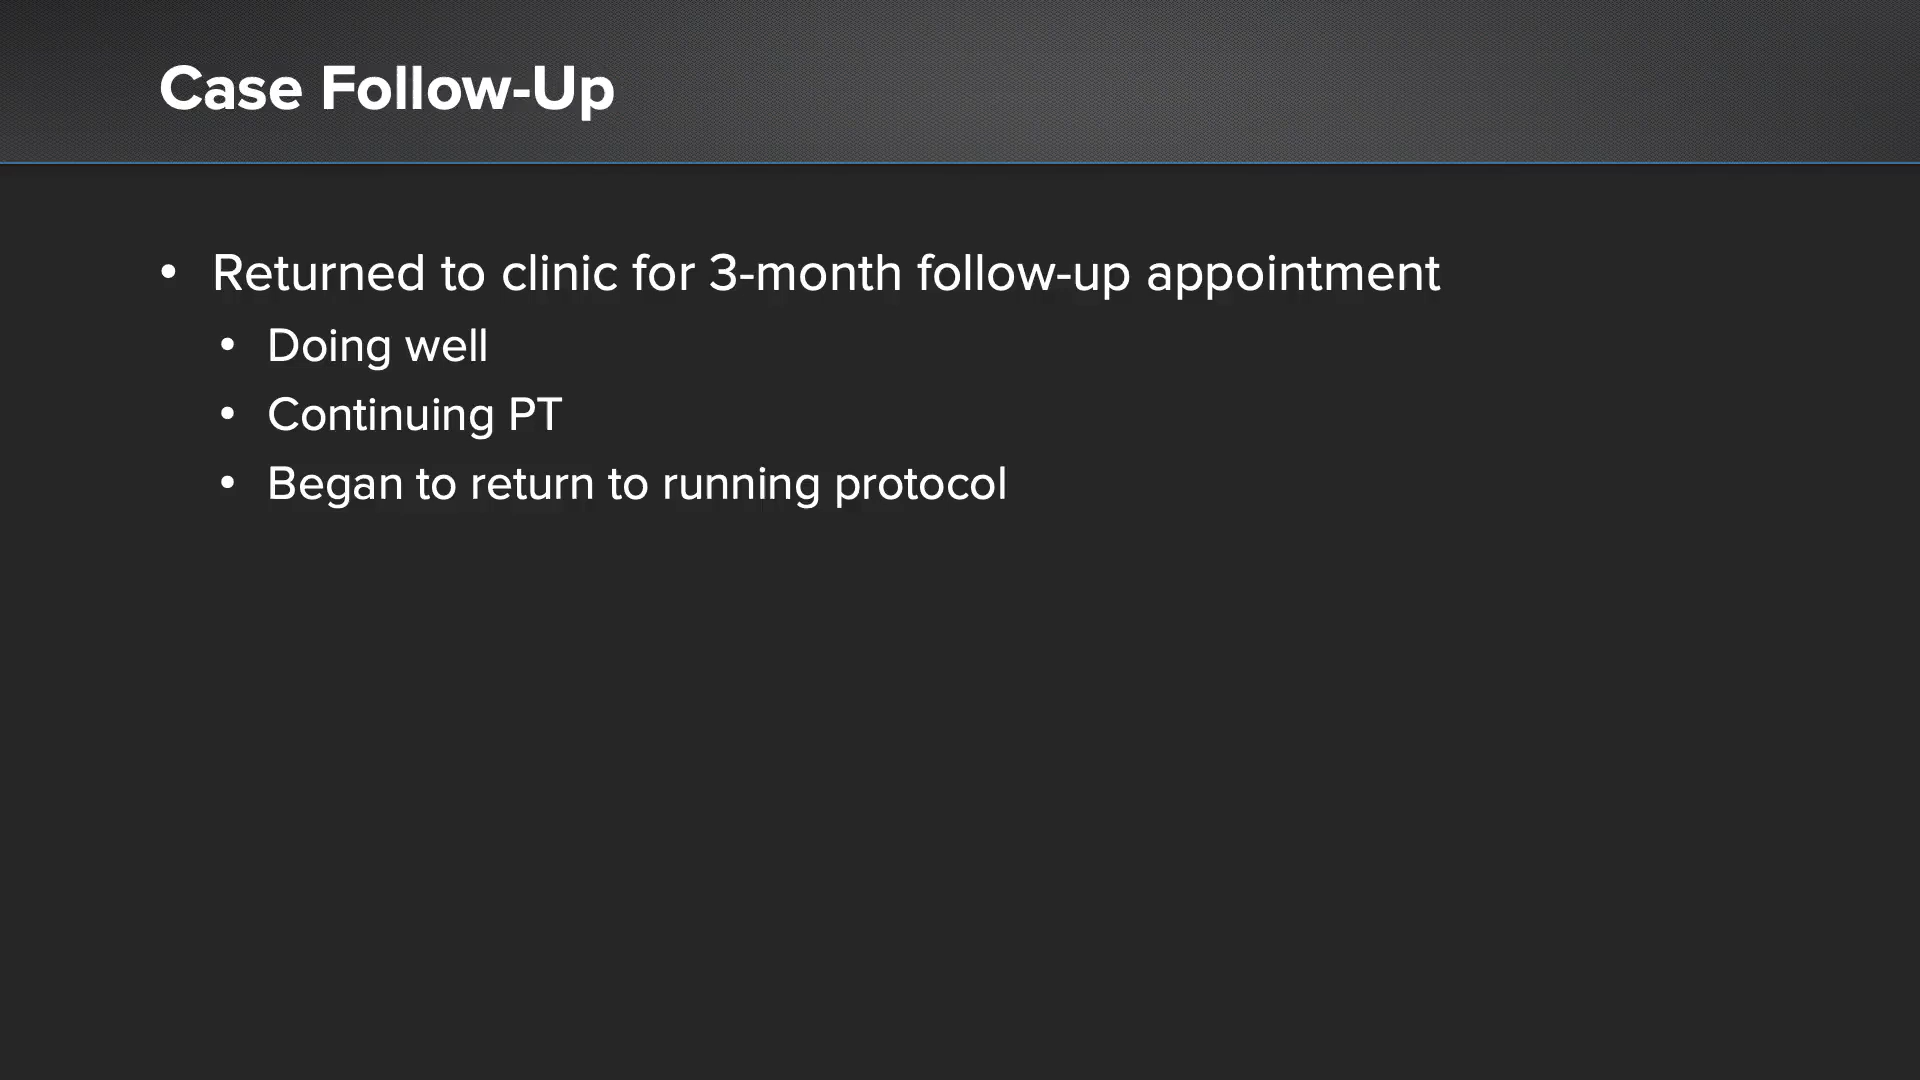 Case Follow-Up
• Returned to clinic for 3-month follow-up appointment
• Doing well
• Continuing PT
• Began to return to running protocol